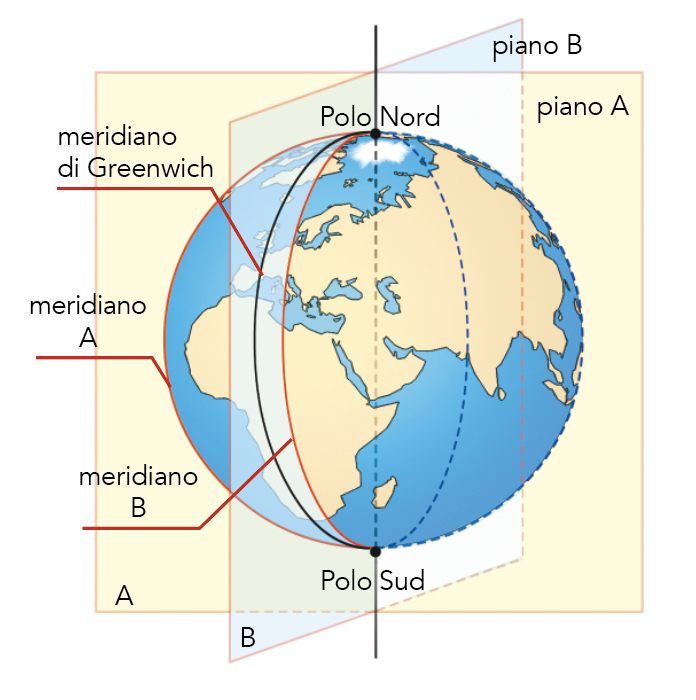 piano B
piano A
Polo Nord
meridiano
di Greenwich
meridiano
A
meridiano
B
Polo Sud
A
B